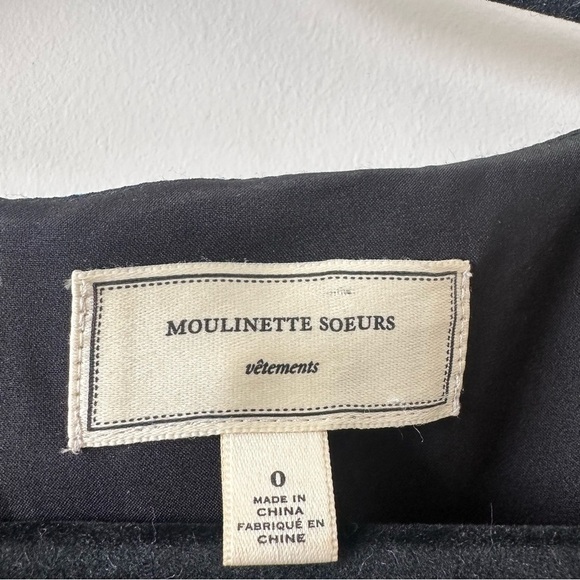 MOULINETTE SOEURS
vêtements
0
MADE IN
CHINA
FABRIQUÉ EN
CHINE